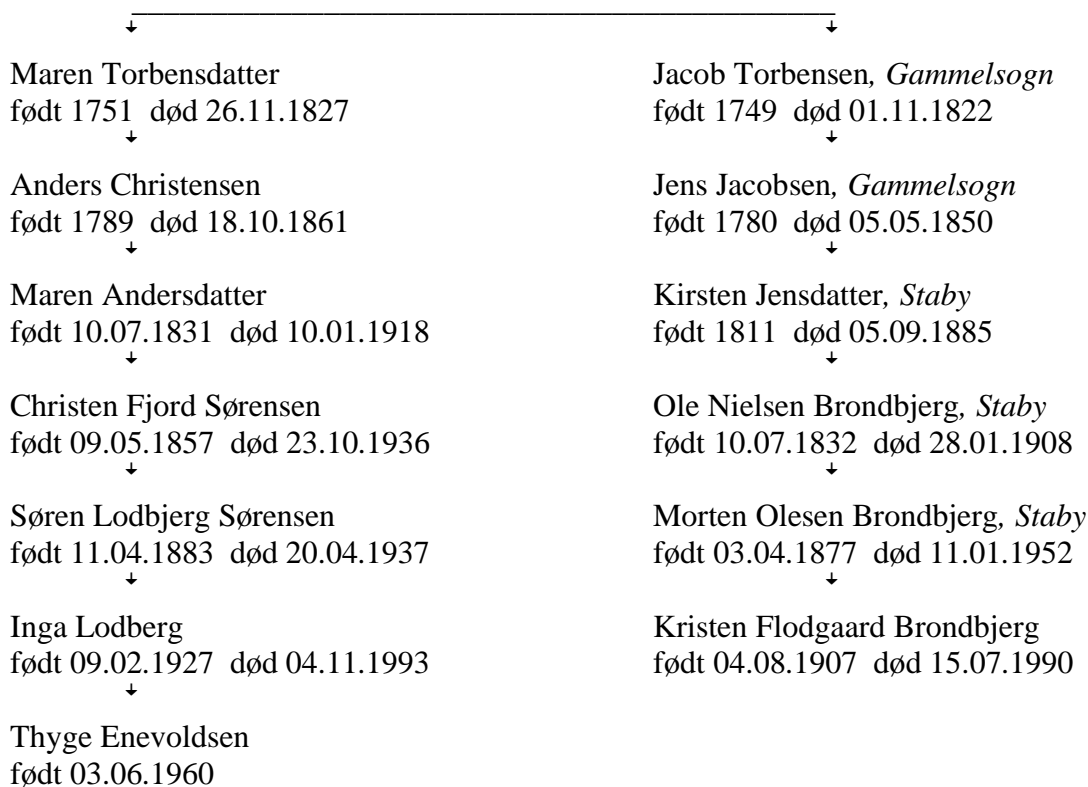 Maren Torbensdatter
født 1751 død 26.11.1827
Anders Christensen
født 1789 død 18.10.1861
Maren Andersdatter
født 10.07.1831 død 10.01.1918
Christen Fjord Sørensen
født 09.05.1857 død 23.10.1936
Søren Lodbjerg Sørensen
født 11.04.1883 død 20.04.1937
Inga Lodberg
født 09.02.1927 død 04.11.1993
Thyge Enevoldsen
født 03.06.1960
Jacob Torbensen, Gammelsogn
født 1749 død 01.11.1822
Jens Jacobsen, Gammelsogn
født 1780 død 05.05.1850
Kirsten Jensdatter, Staby
født 1811 død 05.09.1885
Ole Nielsen Brondbjerg, Staby
født 10.07.1832 død 28.01.1908
Morten Olesen Brondbjerg, Staby
født 03.04.1877 død 11.01.1952
Kristen Flodgaard Brondbjerg
født 04.08.1907 død 15.07.1990